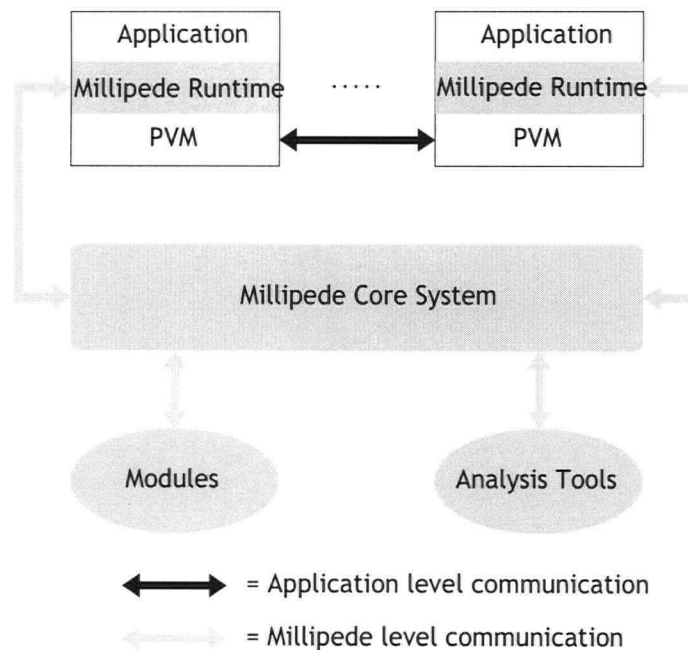 Application
Application
Millipede Runtime
.....
Millipede Runtime
PVM
PVM
Millipede Core System
Modules
Analysis Tools
= Application level communication
= Millipede level communication